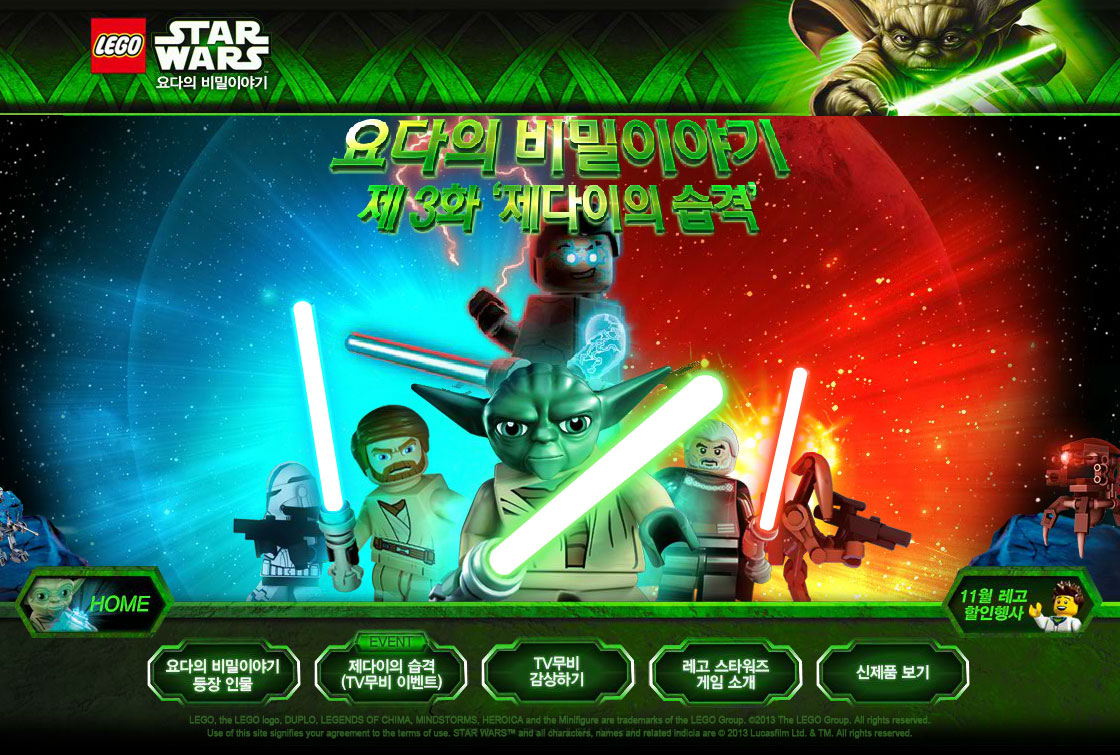 LEGO
STAR
WARS
요다의 비밀이야기
요다의 비밀이야기
제 3화 '제다이의 습격'
HOME
11월 레고
할인행사
요다의 비밀이야기
등장 인물
EVENT
제다이의 습격
(TV무비 이벤트)
TV무비
감상하기
레고 스타워즈
게임 소개
신제품 보기
LEGO, the LEGO logo, DUPLO, LEGENDS OF CHIMA, MINDSTORMS, HEROICA and the Minifigure are trademarks of the LEGO Group. ©2013 The LEGO Group. All rights reserved.
Use of this site signifies your agreement to the terms of use. STAR WARS™ and all characters, names and related indicia are © 2013 Lucasfilm Ltd. & TM. All rights reserved.